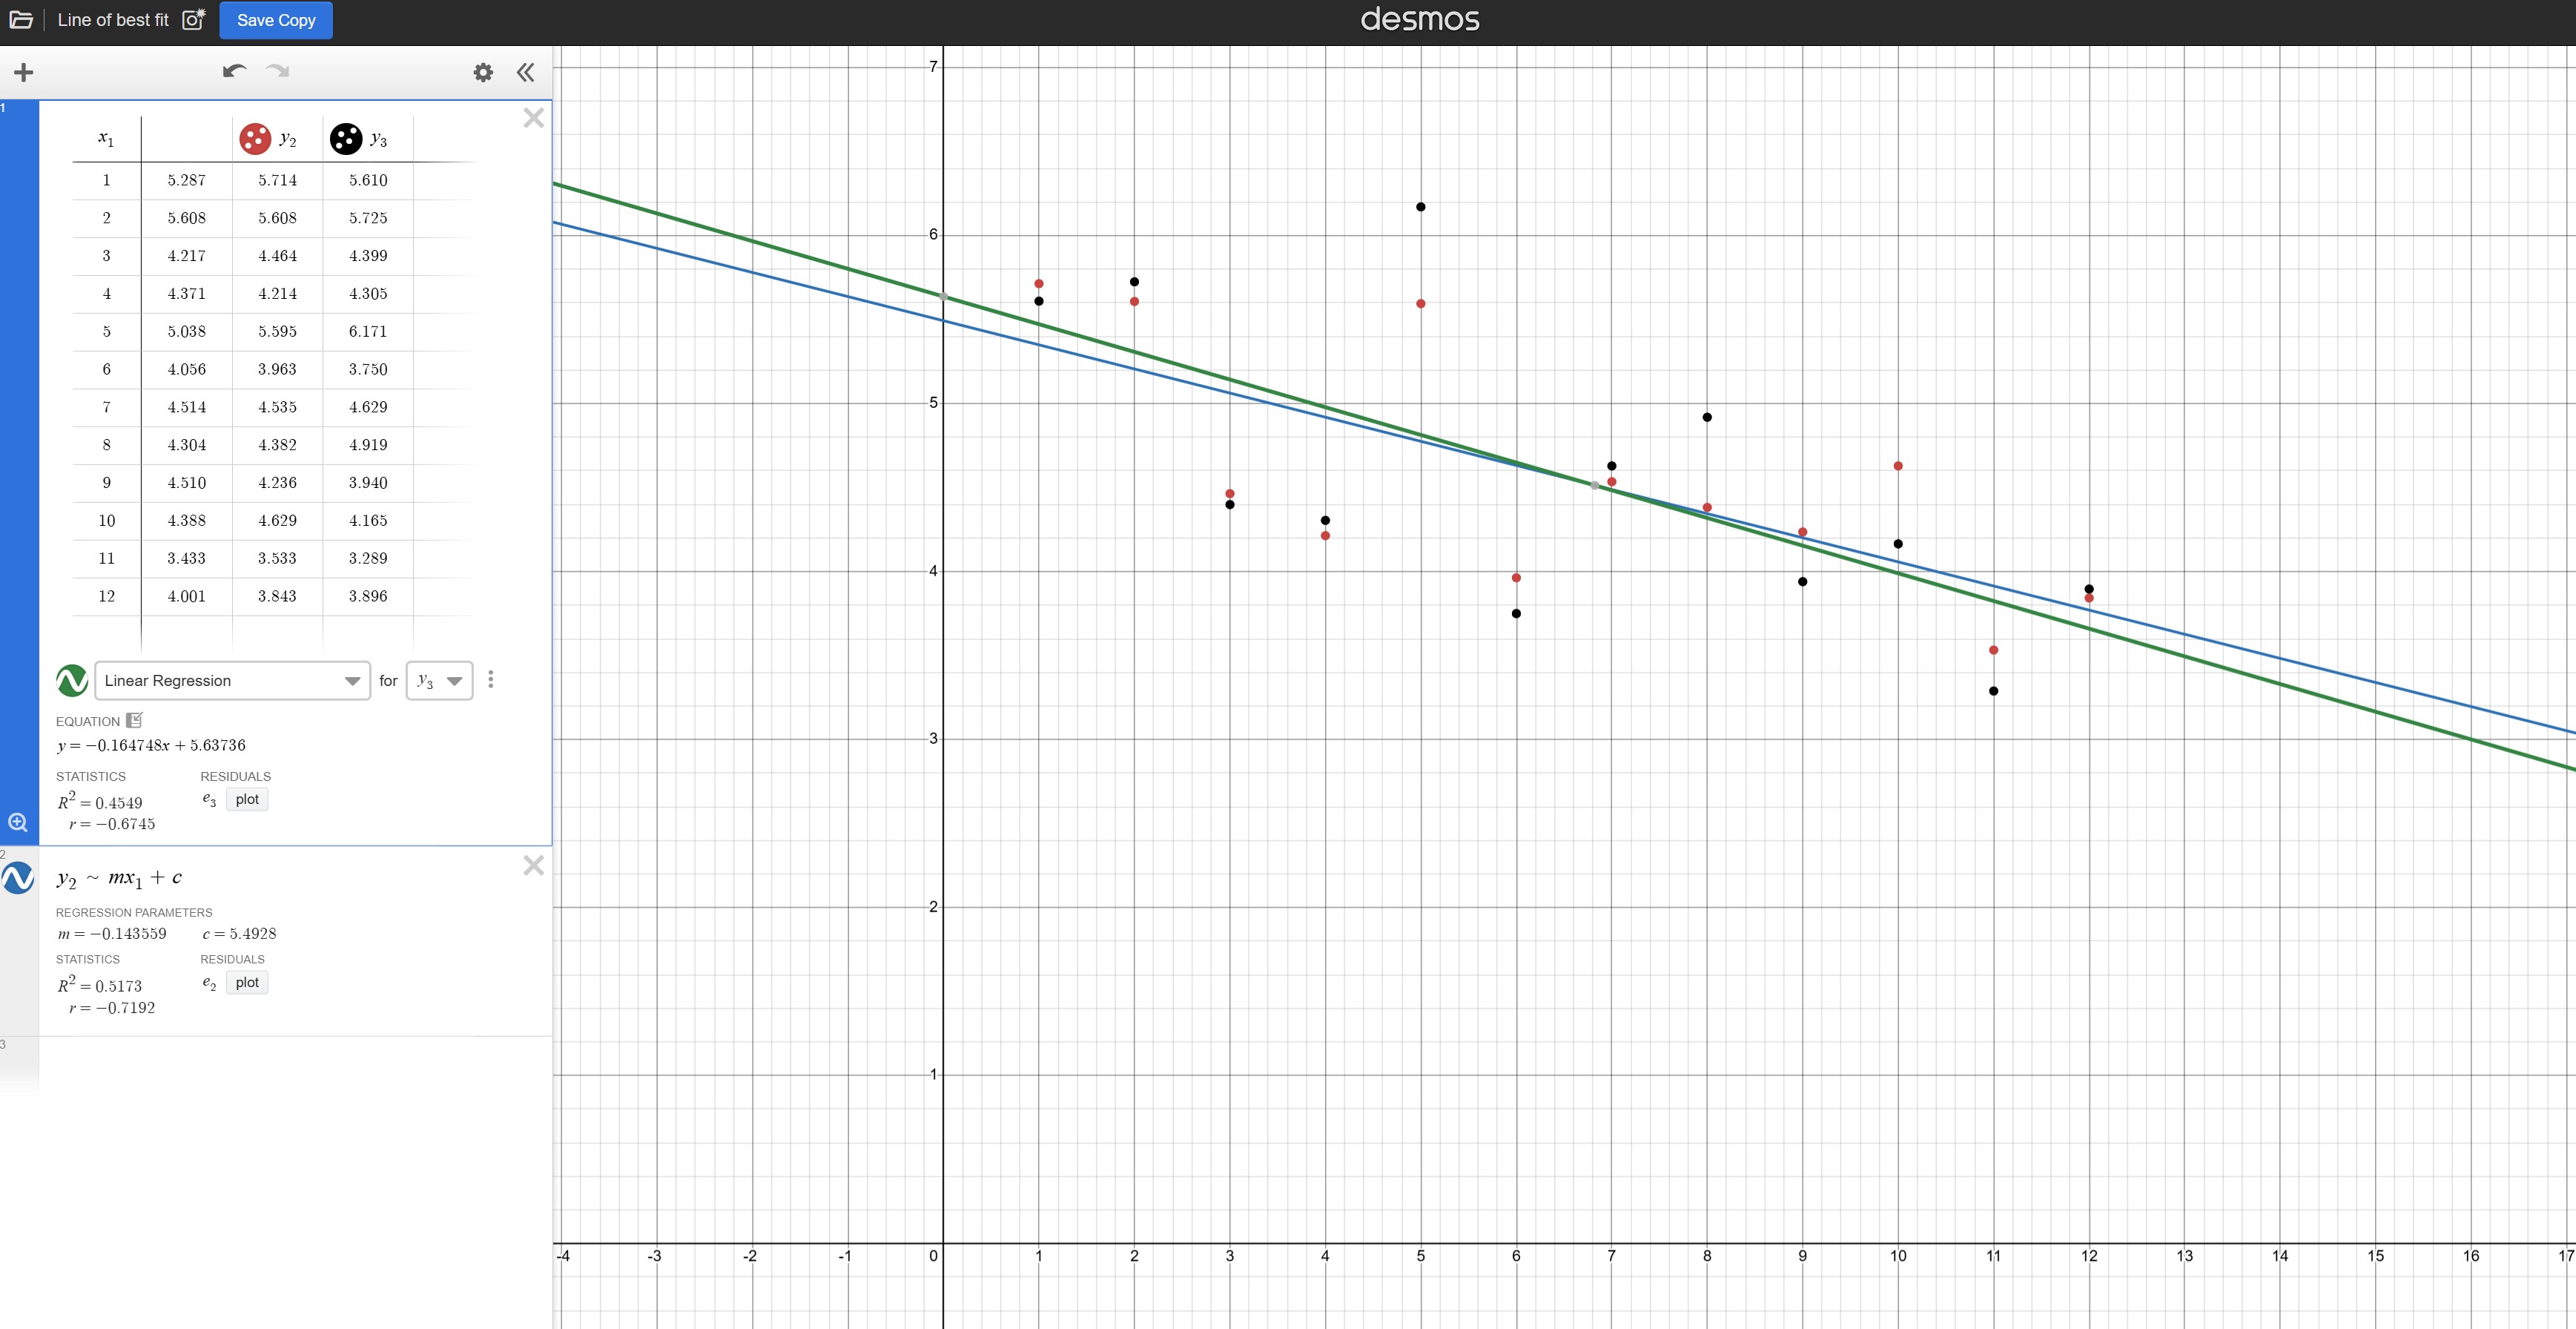 Line of best fit Save Copy desmos
1
x₁ y₂ y₃
1 5.287 5.714 5.610
2 5.608 5.608 5.725
3 4.217 4.464 4.399
4 4.371 4.214 4.305
5 5.038 5.595 6.171
6 4.056 3.963 3.750
7 4.514 4.535 4.629
8 4.304 4.382 4.919
9 4.510 4.236 3.940
10 4.388 4.629 4.165
11 3.433 3.533 3.289
12 4.001 3.843 3.896
Linear Regression for y₃
EQUATION
y = −0.164748x + 5.63736
STATISTICS RESIDUALS
R² = 0.4549 e₃ plot
r = −0.6745
2
y₂ ~ mx₁ + c
REGRESSION PARAMETERS
m = −0.143559 c = 5.4928
STATISTICS RESIDUALS
R² = 0.5173 e₂ plot
r = −0.7192
3
7
6
5
4
3
2
1
-4 -3 -2 -1 0 1 2 3 4 5 6 7 8 9 10 11 12 13 14 15 16 17